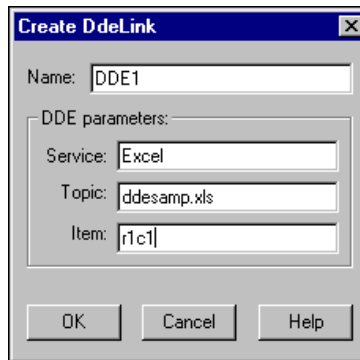 Create DdeLink
Name: DDE1
DDE parameters:
Service: Excel
Topic: ddesamp.xls
Item: r1c1
OK Cancel Help